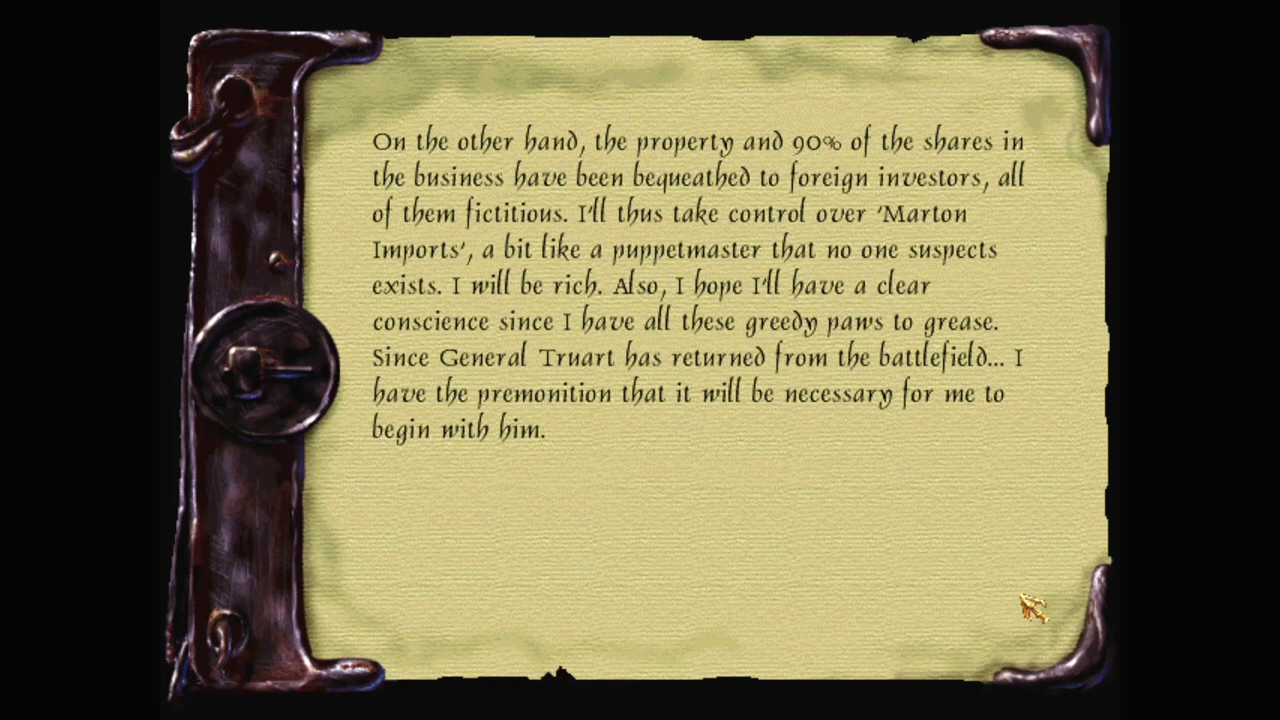 On the other hand, the property and 90% of the shares in
the business have been bequeathed to foreign investors, all
of them fictitious. I'll thus take control over 'Marton
Imports', a bit like a puppetmaster that no one suspects
exists. I will be rich. Also, I hope I'll have a clear
conscience since I have all these greedy paws to grease.
Since General Truart has returned from the battlefield... I
have the premonition that it will be necessary for me to
begin with him.